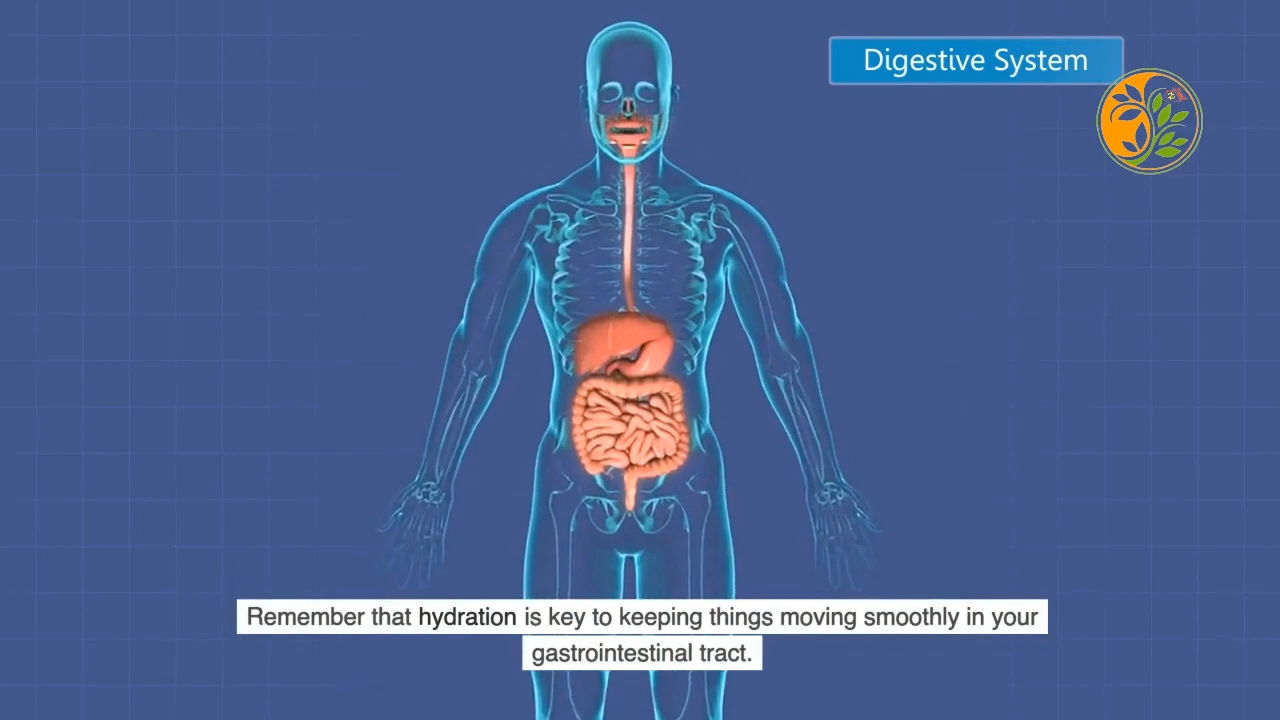 Digestive System
Remember that hydration is key to keeping things moving smoothly in your
gastrointestinal tract.